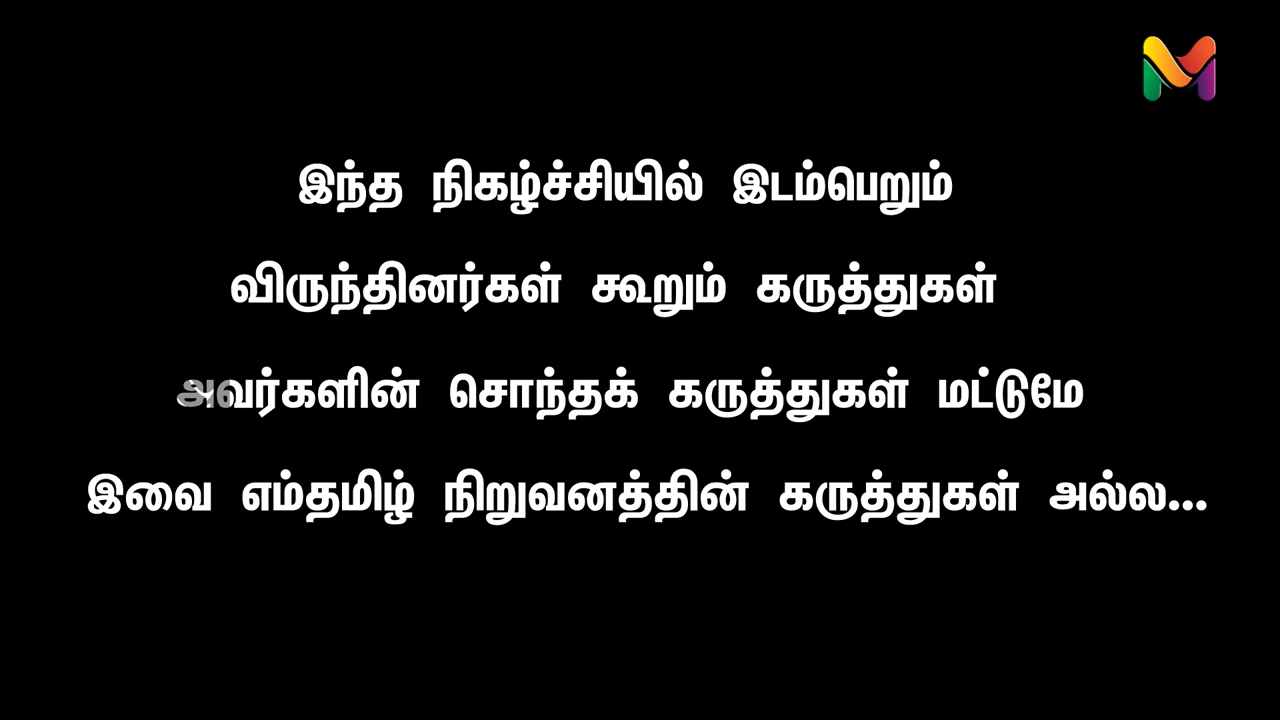 இந்த நிகழ்ச்சியில் இடம்பெறும்
விருந்தினர்கள் கூறும் கருத்துகள்
அவர்களின் சொந்தக் கருத்துகள் மட்டுமே
இவை எம்தமிழ் நிறுவனத்தின் கருத்துகள் அல்ல...